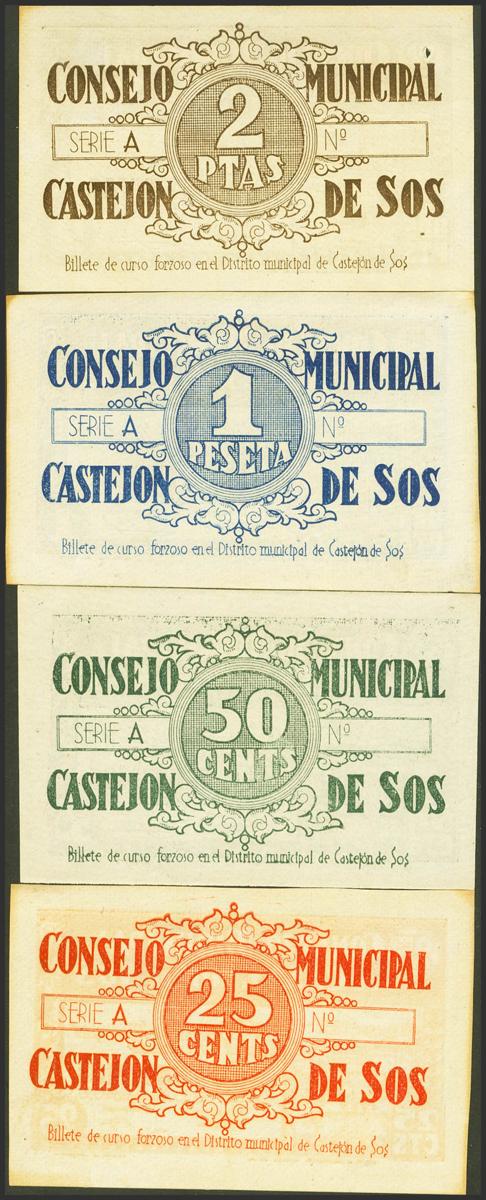 CONSEJO MUNICIPAL
2
SERIE A Nº
PTAS
CASTEJON DE SOS
Billete de curso forzoso en el Distrito municipal de Castejón de Sos
CONSEJO MUNICIPAL
1
SERIE A Nº
PESETA
CASTEJON DE SOS
Billete de curso forzoso en el Distrito municipal de Castejón de Sos
CONSEJO MUNICIPAL
50
SERIE A Nº
CENTS
CASTEJON DE SOS
Billete de curso forzoso en el Distrito municipal de Castejón de Sos
CONSEJO MUNICIPAL
25
SERIE A Nº
CENTS
CASTEJON DE SOS
Billete de curso forzoso en el Distrito municipal de Castejón de Sos